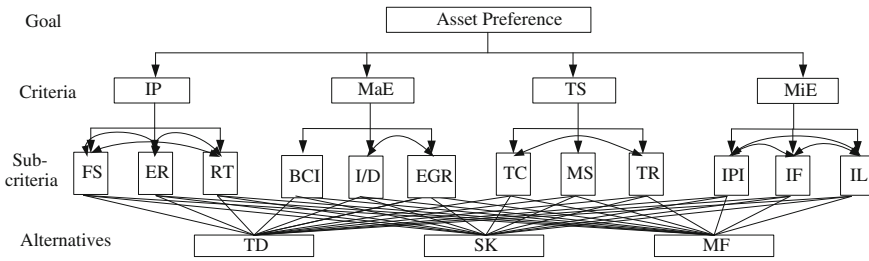 Goal
Asset Preference
Criteria
IP
MaE
TS
MiE
Sub-
criteria
FS
ER
RT
BCI
I/D
EGR
TC
MS
TR
IPI
IF
IL
Alternatives
TD
SK
MF